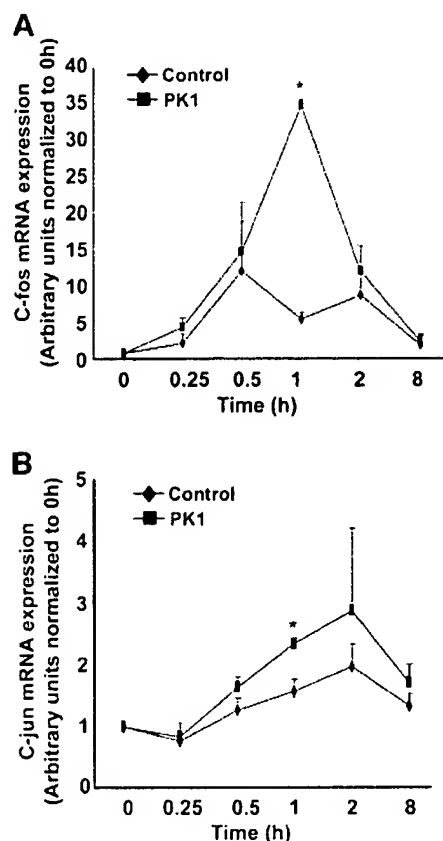 A
C-fos mRNA expression
(Arbitrary units normalized to 0h)
40
35
30
25
20
15
10
5
0
Control
PK1
*
0 0.25 0.5 1 2 8
Time (h)
B
C-jun mRNA expression
(Arbitrary units normalized to 0h)
5
4
3
2
1
0
Control
PK1
*
0 0.25 0.5 1 2 8
Time (h)